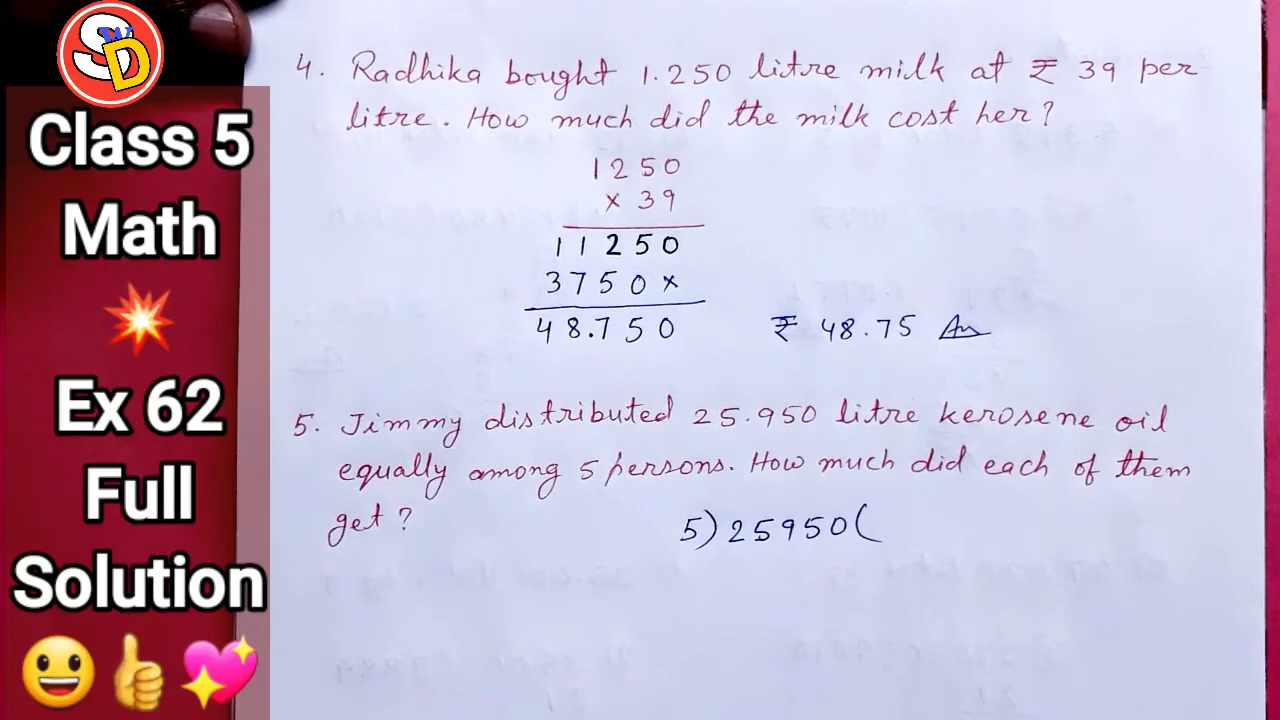 SWD
Class 5
Math
💥
Ex 62
Full
Solution
😃👍💖
4. Radhika bought 1.250 litre milk at ₹ 39 per
litre. How much did the milk cost her?
1250
× 39
11250
3750×
48.750
₹ 48.75 Ans
5. Jimmy distributed 25.950 litre kerosene oil
equally among 5 persons. How much did each of them
get?
5)25950(